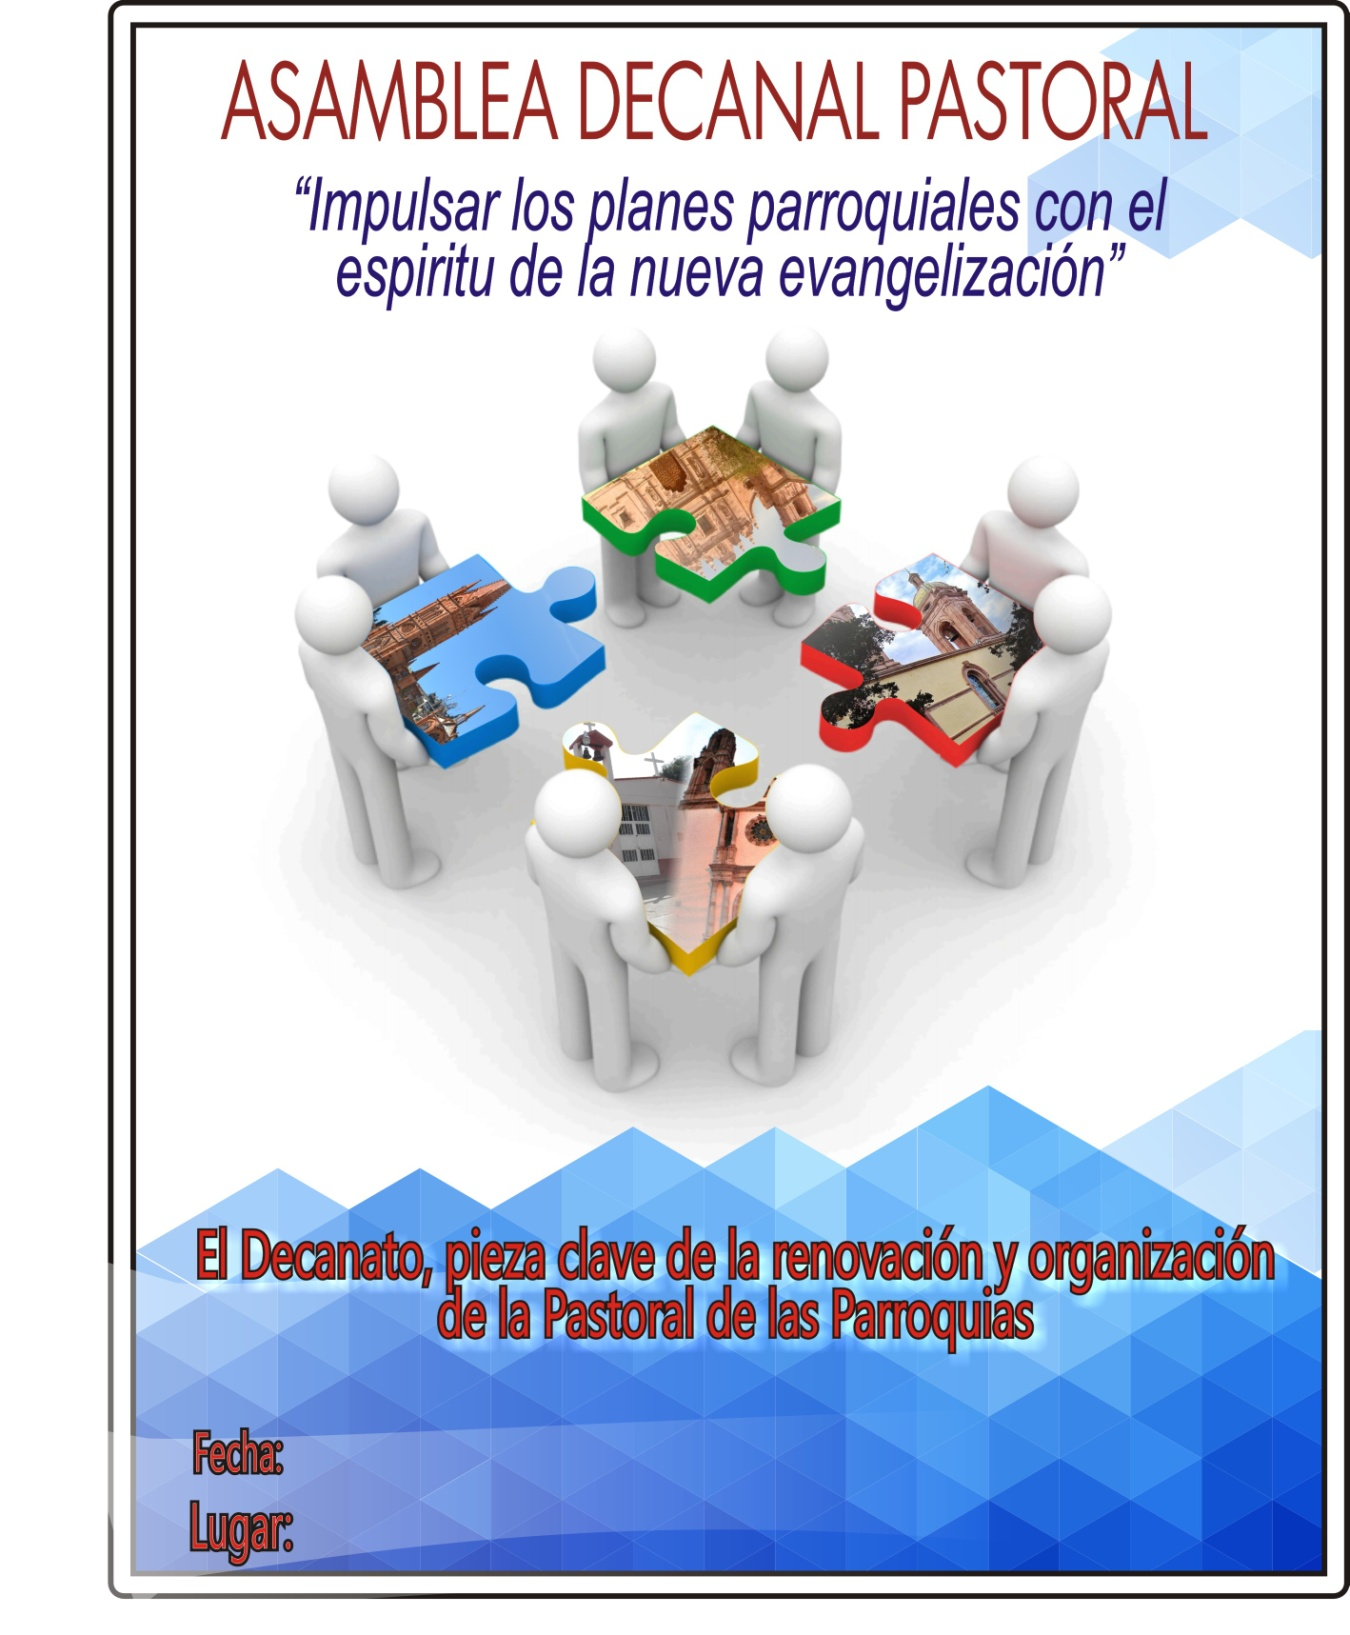 ASAMBLEA DECANAL PASTORAL
“Impulsar los planes parroquiales con el
espiritu de la nueva evangelización”
El Decanato, pieza clave de la renovación y organización
de la Pastoral de las Parroquias
Fecha:
Lugar: